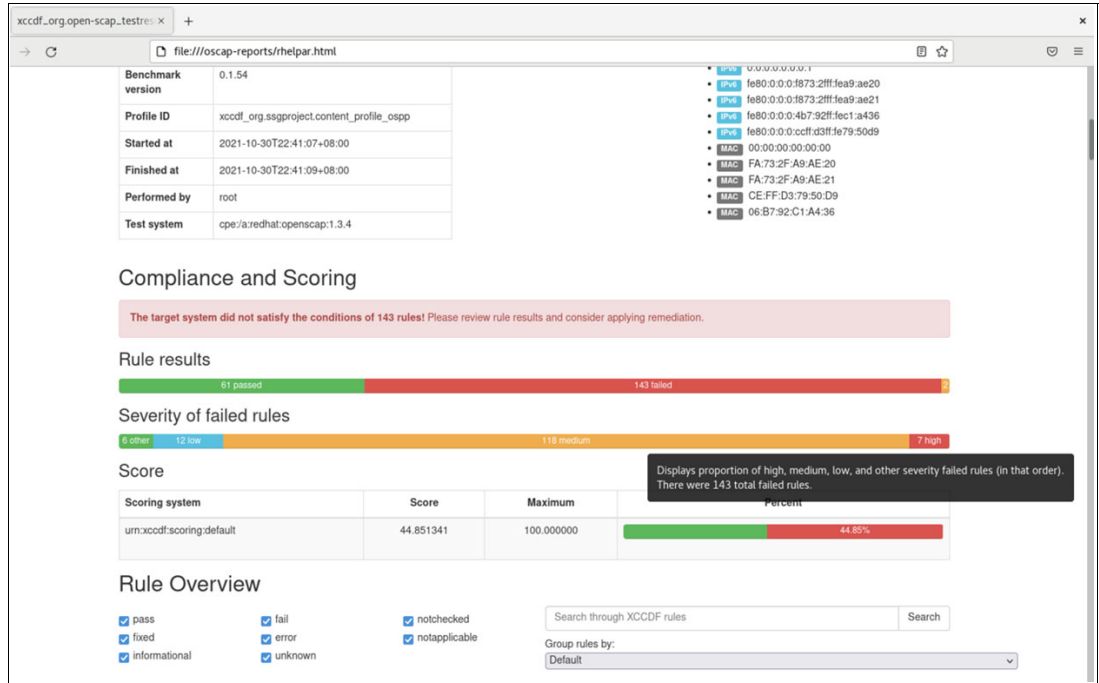 xccdf_org.open-scap_testres
file:///oscap-reports/rhelpar.html
Benchmark version 0.1.54
Profile ID xccdf_org.ssgproject.content_profile_ospp
Started at 2021-10-30T22:41:07+08:00
Finished at 2021-10-30T22:41:09+08:00
Performed by root
Test system cpe:/a:redhat:openscap:1.3.4
IPv6 0:0:0:0:0:0:0:1
IPv6 fe80:0:0:0:f873:2fff:fea9:ae20
IPv6 fe80:0:0:0:f873:2fff:fea9:ae21
IPv6 fe80:0:0:0:4b7:92ff:fec1:a436
IPv6 fe80:0:0:0:ccff:d3ff:fe79:50d9
MAC 00:00:00:00:00:00
MAC FA:73:2F:A9:AE:20
MAC FA:73:2F:A9:AE:21
MAC CE:FF:D3:79:50:D9
MAC 06:B7:92:C1:A4:36
Compliance and Scoring
The target system did not satisfy the conditions of 143 rules! Please review rule results and consider applying remediation.
Rule results
61 passed 143 failed 2
Severity of failed rules
6 other 12 low 118 medium 7 high
Displays proportion of high, medium, low, and other severity failed rules (in that order).
There were 143 total failed rules.
Score
Scoring system Score Maximum Percent
urn:xccdf:scoring:default 44.851341 100.000000 44.85%
Rule Overview
pass fail notchecked
fixed error notapplicable
informational unknown
Search through XCCDF rules Search
Group rules by:
Default